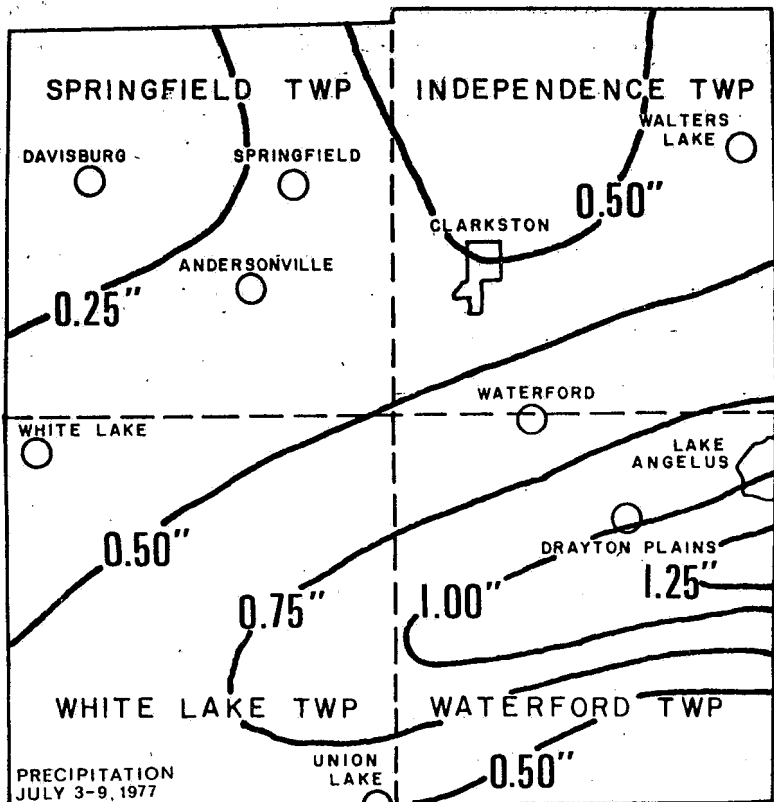 SPRINGFIELD TWP
INDEPENDENCE TWP
WALTERS
LAKE
DAVISBURG
SPRINGFIELD
0.50"
CLARKSTON
ANDERSONVILLE
0.25"
WATERFORD
WHITE LAKE
LAKE
ANGELUS
0.50"
DRAYTON PLAINS
1.25"
0.75"
1.00"
WHITE LAKE TWP
WATERFORD TWP
UNION
LAKE
0.50"
PRECIPITATION
JULY 3-9, 1977